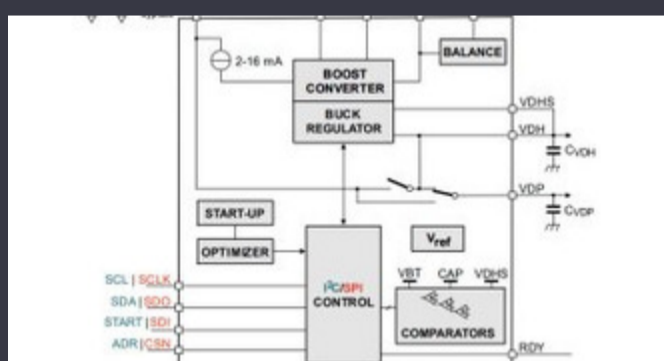 2-16 mA
BALANCE
BOOST
CONVERTER
BUCK
REGULATOR
VDHS
VDH
CVDH
VDP
CVDP
START-UP
OPTIMIZER
Vref
SCL | SCLK
SDA | SDO
START | SDI
ADR | CSN
I²C/SPI
CONTROL
VBT CAP VDHS
COMPARATORS
RDY